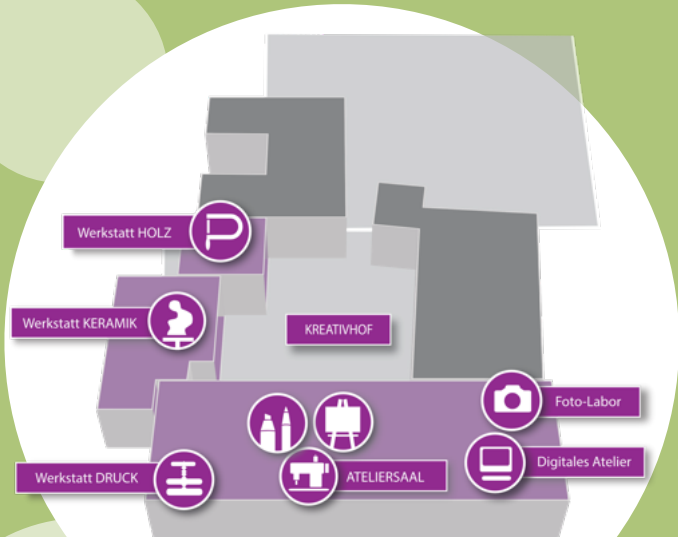 Werkstatt HOLZ
Werkstatt KERAMIK
KREATIVHOF
Foto-Labor
Digitales Atelier
Werkstatt DRUCK
ATELIERSAAL